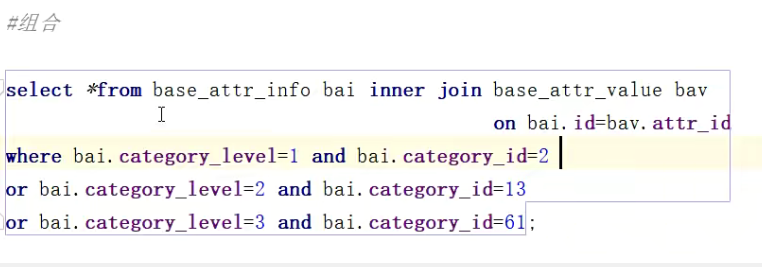 #组合
select *from base_attr_info bai inner join base_attr_value bav
on bai.id=bav.attr_id
where bai.category_level=1 and bai.category_id=2
or bai.category_level=2 and bai.category_id=13
or bai.category_level=3 and bai.category_id=61;